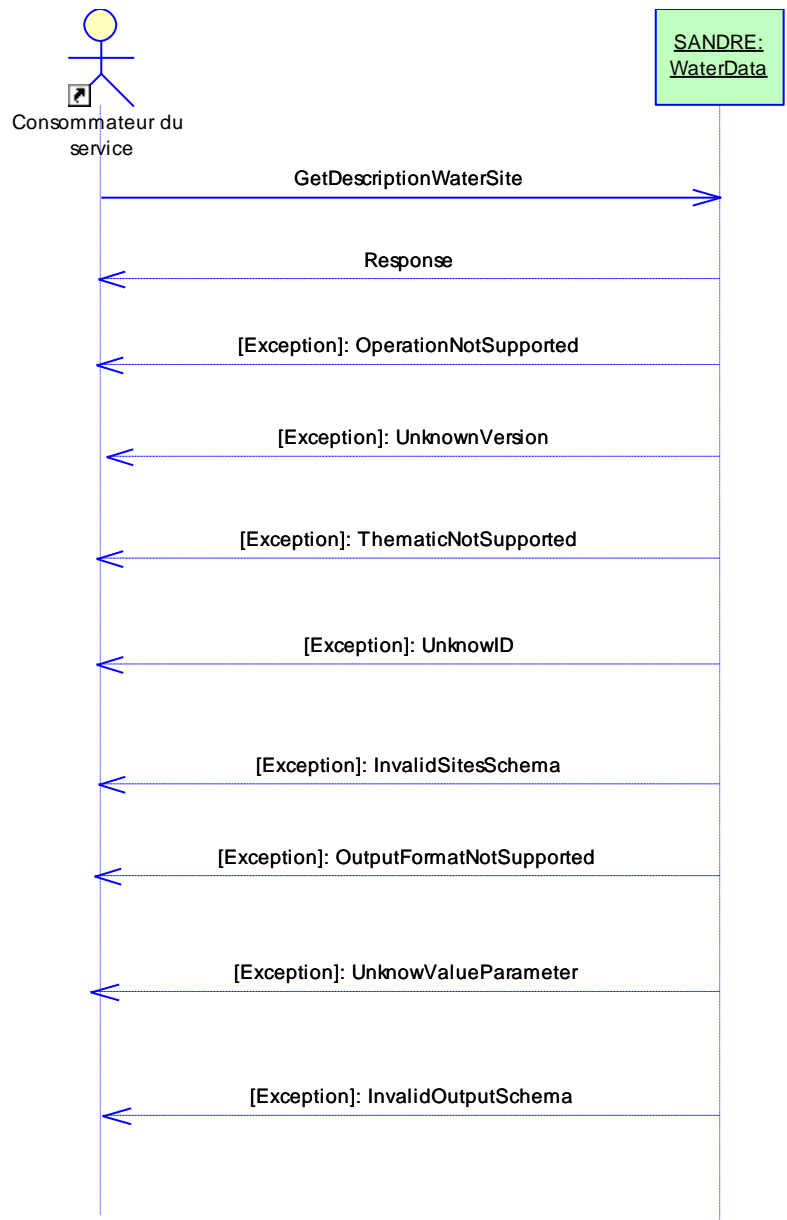 SANDRE:
WaterData
Consommateur du
service
GetDescriptionWaterSite
Response
[Exception]: OperationNotSupported
[Exception]: UnknownVersion
[Exception]: ThematicNotSupported
[Exception]: UnknowID
[Exception]: InvalidSitesSchema
[Exception]: OutputFormatNotSupported
[Exception]: UnknowValueParameter
[Exception]: InvalidOutputSchema